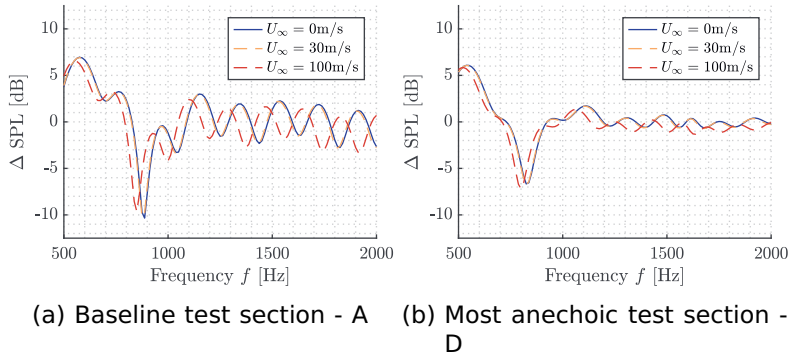 10
5
0
-5
-10
Δ SPL [dB]
U∞ = 0m/s
U∞ = 30m/s
U∞ = 100m/s
500
1000
1500
2000
Frequency f [Hz]
(a) Baseline test section - A
10
5
0
-5
-10
Δ SPL [dB]
U∞ = 0m/s
U∞ = 30m/s
U∞ = 100m/s
500
1000
1500
2000
Frequency f [Hz]
(b) Most anechoic test section -
D